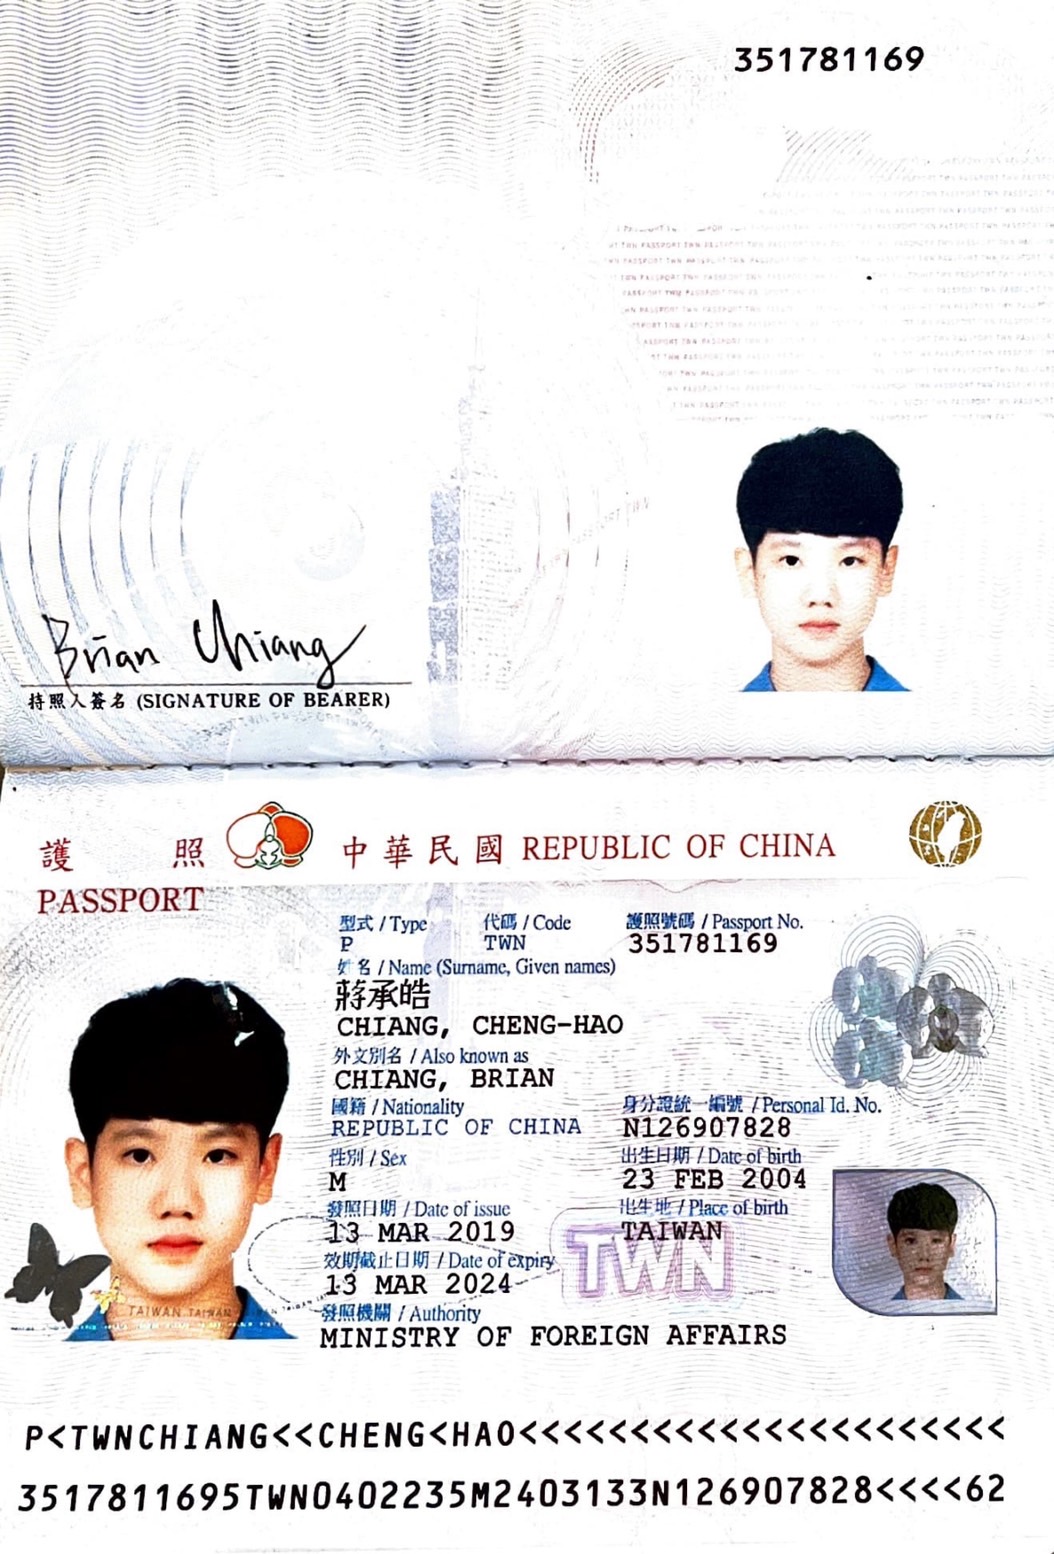 351781169
Brian Chiang
持照人簽名 (SIGNATURE OF BEARER)
護 照 中華民國 REPUBLIC OF CHINA
PASSPORT
型式 / Type 代碼 / Code 護照號碼 / Passport No.
P TWN 351781169
姓名 / Name (Surname, Given names)
蔣承皓
CHIANG, CHENG-HAO
外文別名 / Also known as
CHIANG, BRIAN
國籍 / Nationality 身分證統一編號 / Personal Id. No.
REPUBLIC OF CHINA N126907828
性別 / Sex 出生日期 / Date of birth
M 23 FEB 2004
發照日期 / Date of issue 出生地 / Place of birth
13 MAR 2019 TAIWAN
效期截止日期 / Date of expiry
13 MAR 2024
TWN
發照機關 / Authority
MINISTRY OF FOREIGN AFFAIRS
TAIWAN TAIWAN
P<TWNCHIANG<<CHENG<HAO<<<<<<<<<<<<<<<<<<<<<<
3517811695TWN0402235M2403133N126907828<<<<62